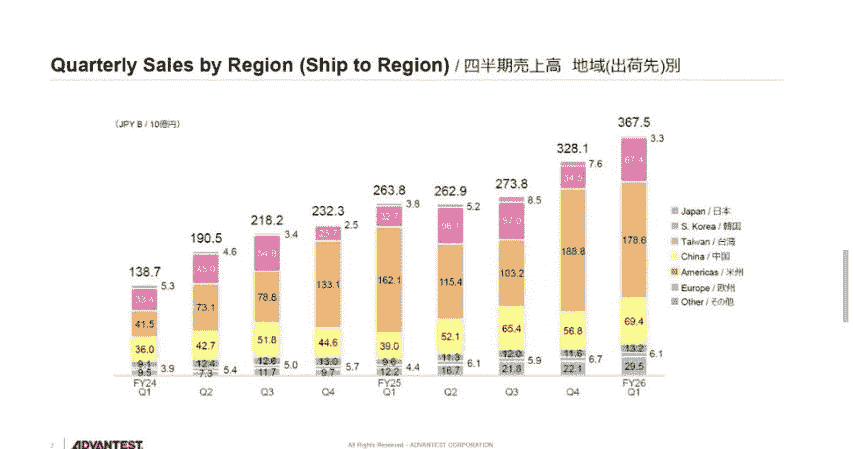 Quarterly Sales by Region (Ship to Region) / 四半期売上高 地域(出荷先)別
(JPY B / 10億円)
138.7
190.5
218.2
232.3
263.8
262.9
273.8
328.1
367.5
5.3
4.6
3.4
2.5
3.8
5.2
8.5
7.6
3.3
33.4
34.5
67.4
41.5
73.1
78.8
133.1
162.1
115.4
103.2
188.8
178.6
36.0
42.7
51.8
44.6
39.0
52.1
65.4
56.8
69.4
9.1
12.4
12.6
13.0
9.6
11.3
12.0
11.6
13.2
3.9
5.4
5.0
5.7
4.4
6.1
5.9
6.7
6.1
9.5
7.3
11.7
9.7
12.2
16.7
21.8
22.1
29.5
FY24
Q1
Q2
Q3
Q4
FY25
Q1
Q2
Q3
Q4
FY26
Q1
Japan / 日本
S. Korea / 韓国
Taiwan / 台湾
China / 中国
Americas / 米州
Europe / 欧州
Other / その他
ADVANTEST
All Rights Reserved - ADVANTEST CORPORATION